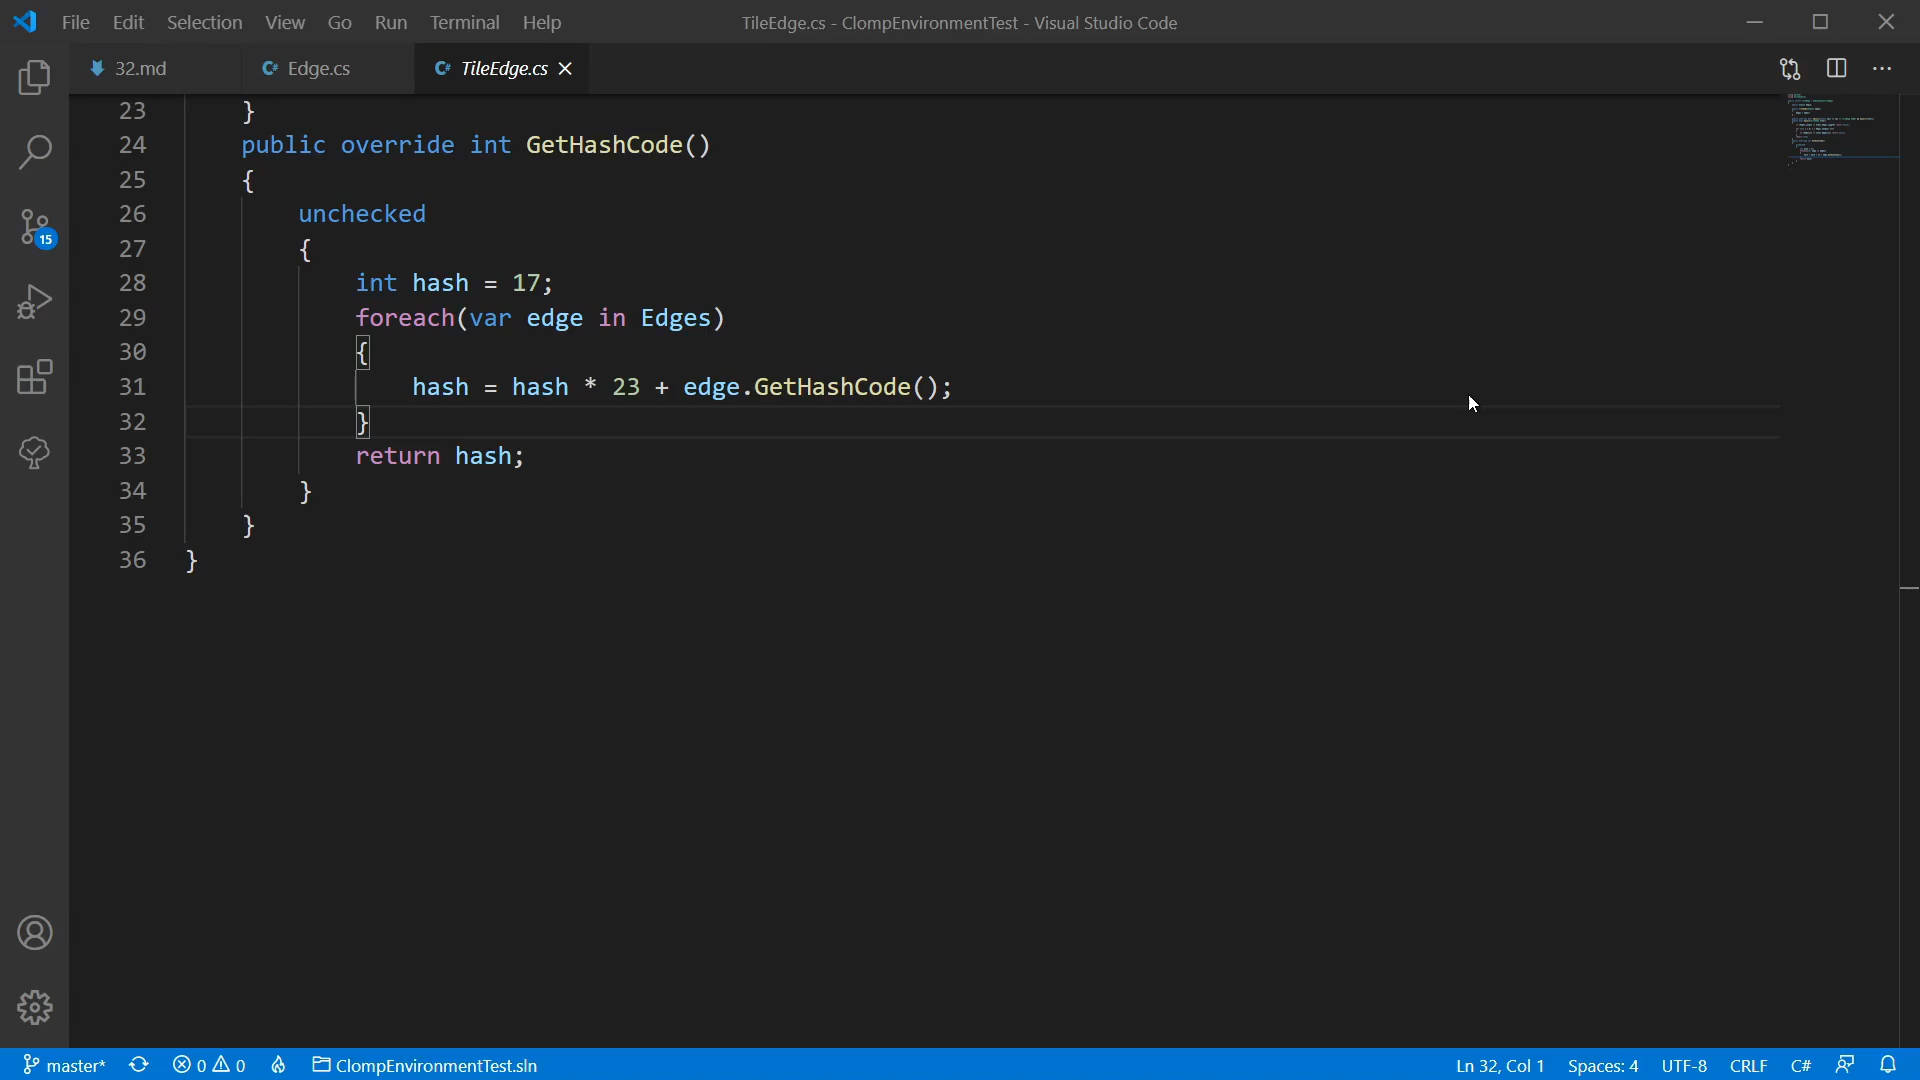 File Edit Selection View Go Run Terminal Help TileEdge.cs - ClompEnvironmentTest - Visual Studio Code
32.md C# Edge.cs C# TileEdge.cs
23 }
24 public override int GetHashCode()
25 {
26 unchecked
27 {
28 int hash = 17;
29 foreach(var edge in Edges)
30 {
31 hash = hash * 23 + edge.GetHashCode();
32 }
33 return hash;
34 }
35 }
36 }
15
master* 0 0 ClompEnvironmentTest.sln Ln 32, Col 1 Spaces: 4 UTF-8 CRLF C#